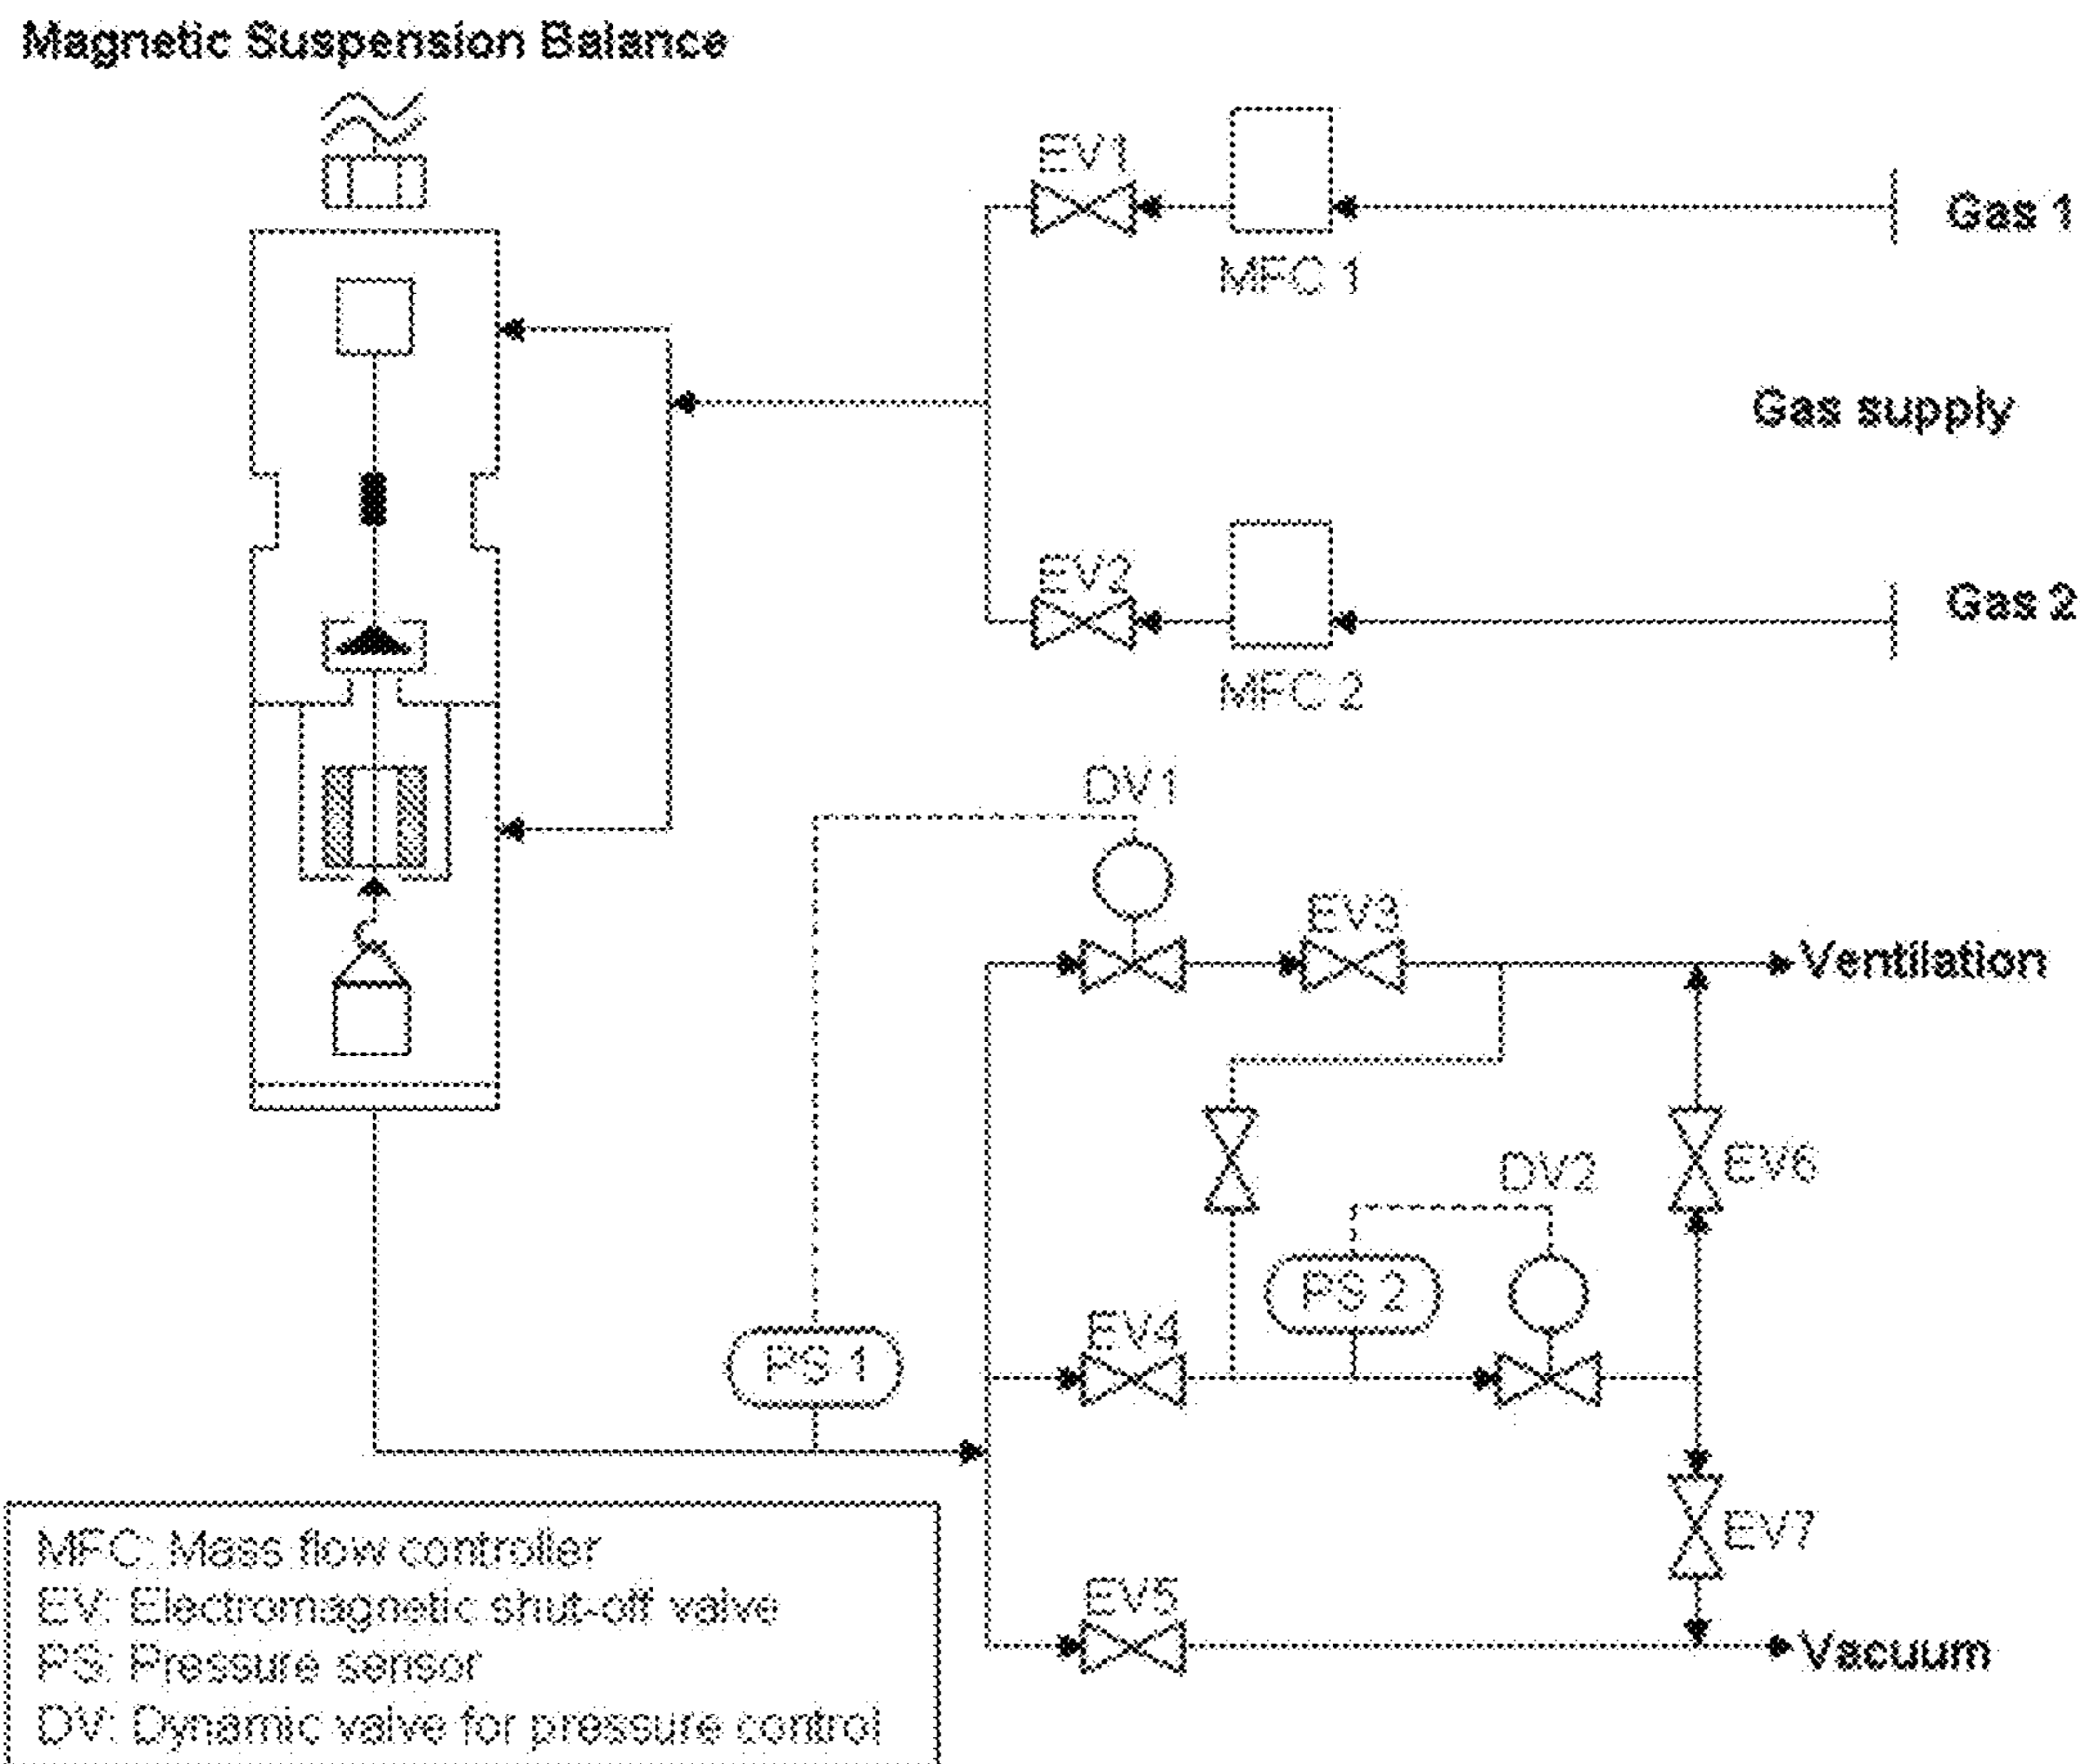 Magnetic Suspension Balance
EV1
MFC 1
Gas 1
Gas supply
EV2
MFC 2
Gas 2
DV1
EV3
Ventilation
DV2
EV6
PS 2
EV4
PS 1
EV7
EV5
Vacuum
MFC: Mass flow controller
EV: Electromagnetic shut-off valve
PS: Pressure sensor
DV: Dynamic valve for pressure control